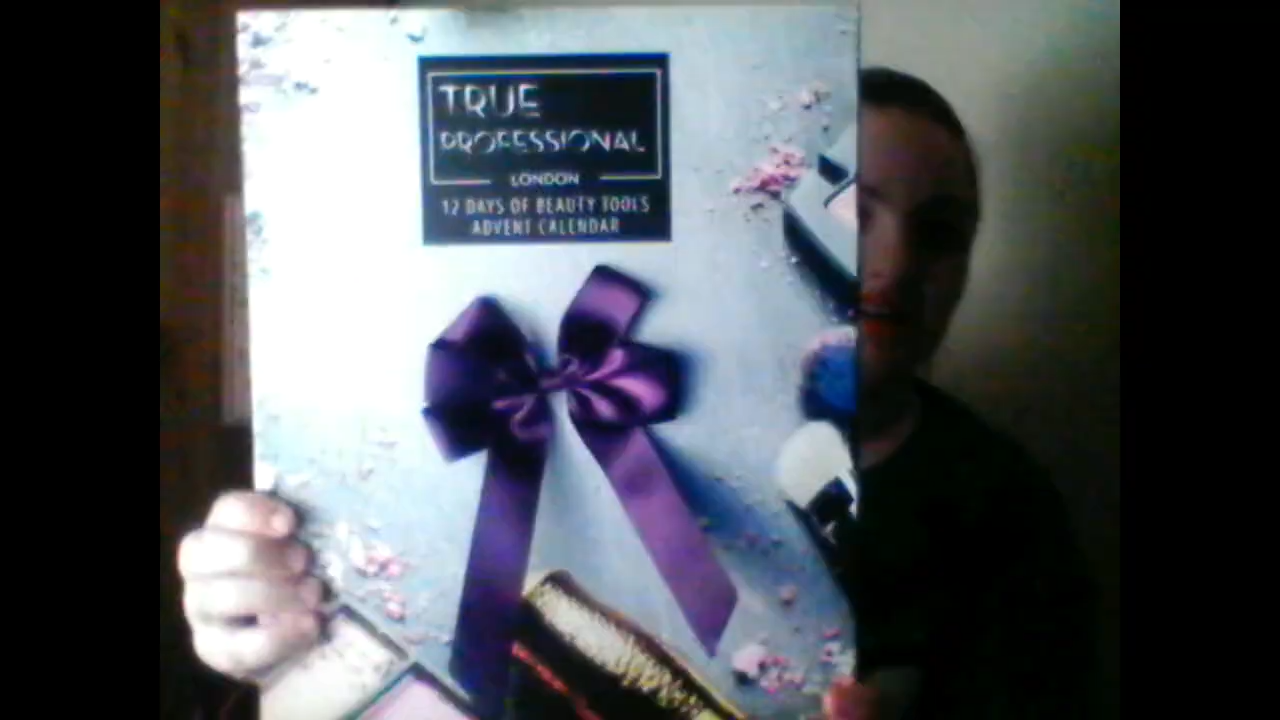 TRUE
PROFESSIONAL
LONDON
12 DAYS OF BEAUTY TOOLS
ADVENT CALENDAR